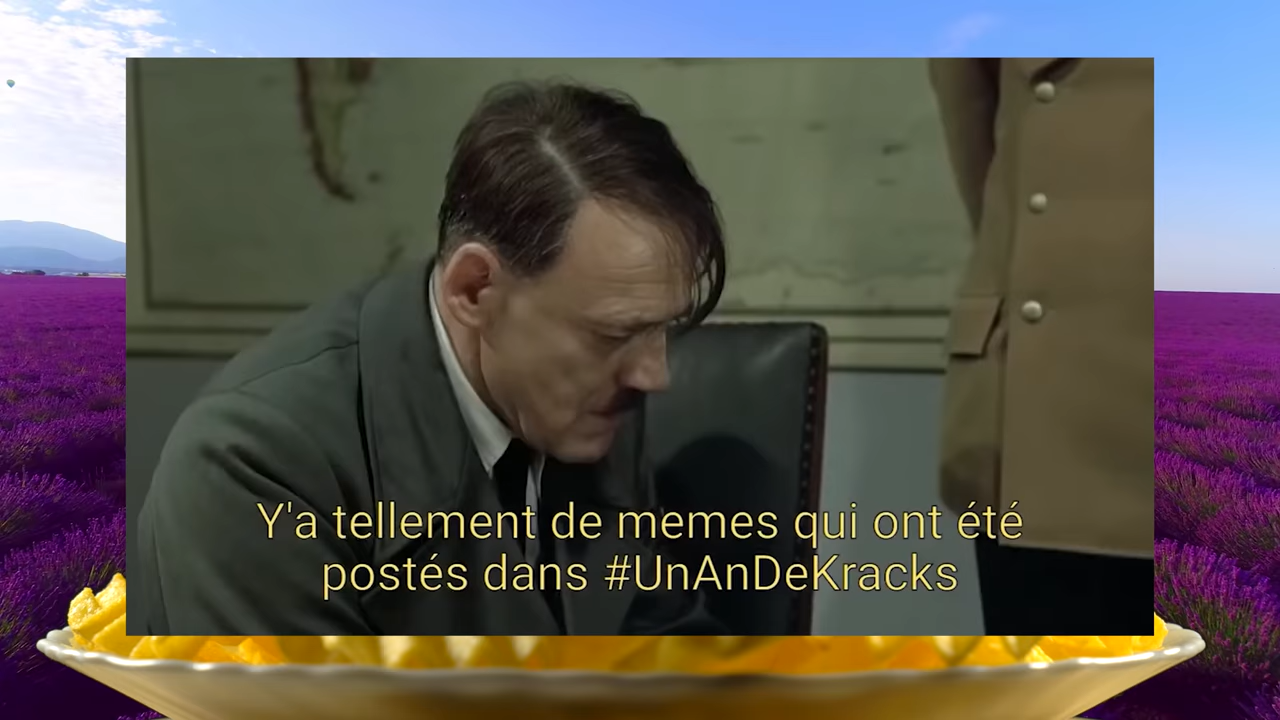 Y'a tellement de memes qui ont été
postés dans #UnAnDeKracks